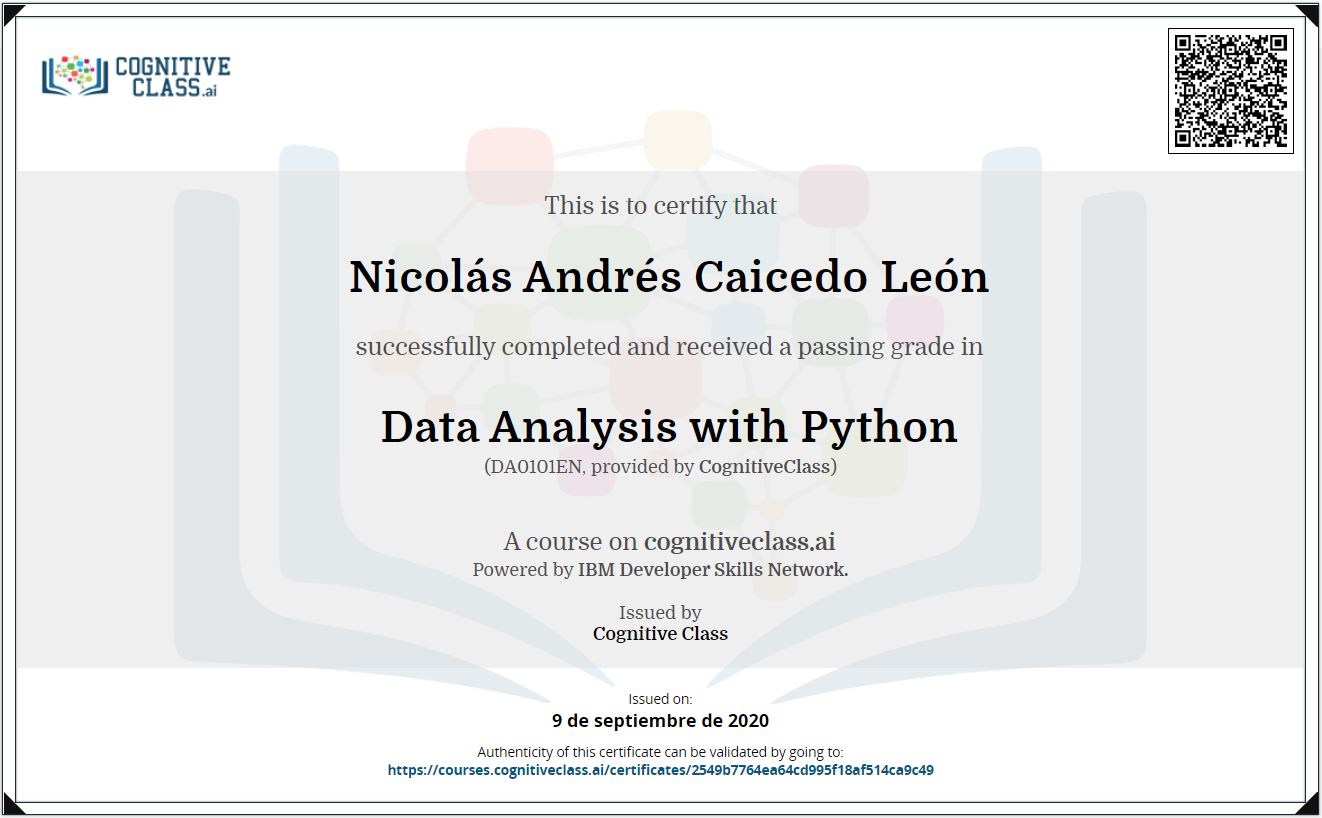 COGNITIVE
CLASS.ai
This is to certify that
Nicolás Andrés Caicedo León
successfully completed and received a passing grade in
Data Analysis with Python
(DA0101EN, provided by CognitiveClass)
A course on cognitiveclass.ai
Powered by IBM Developer Skills Network.
Issued by
Cognitive Class
Issued on:
9 de septiembre de 2020
Authenticity of this certificate can be validated by going to:
https://courses.cognitiveclass.ai/certificates/2549b7764ea64cd995f18af514ca9c49